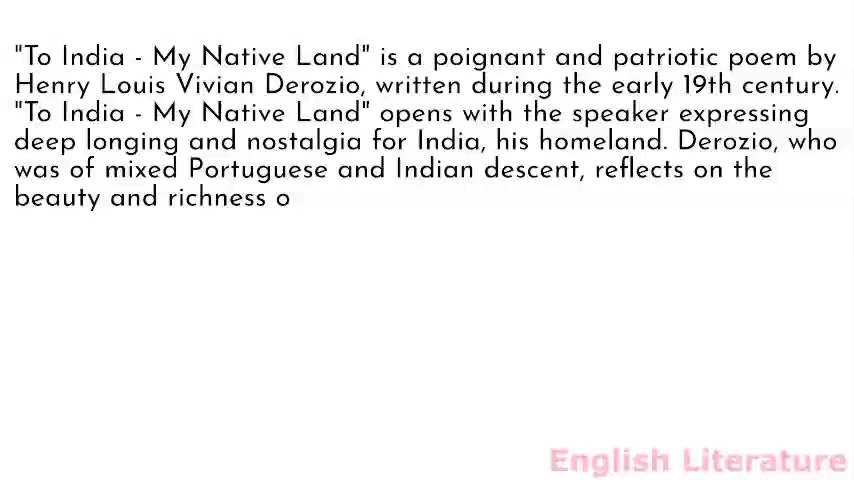 "To India - My Native Land" is a poignant and patriotic poem by
Henry Louis Vivian Derozio, written during the early 19th century.
"To India - My Native Land" opens with the speaker expressing
deep longing and nostalgia for India, his homeland. Derozio, who
was of mixed Portuguese and Indian descent, reflects on the
beauty and richness o
English Literature